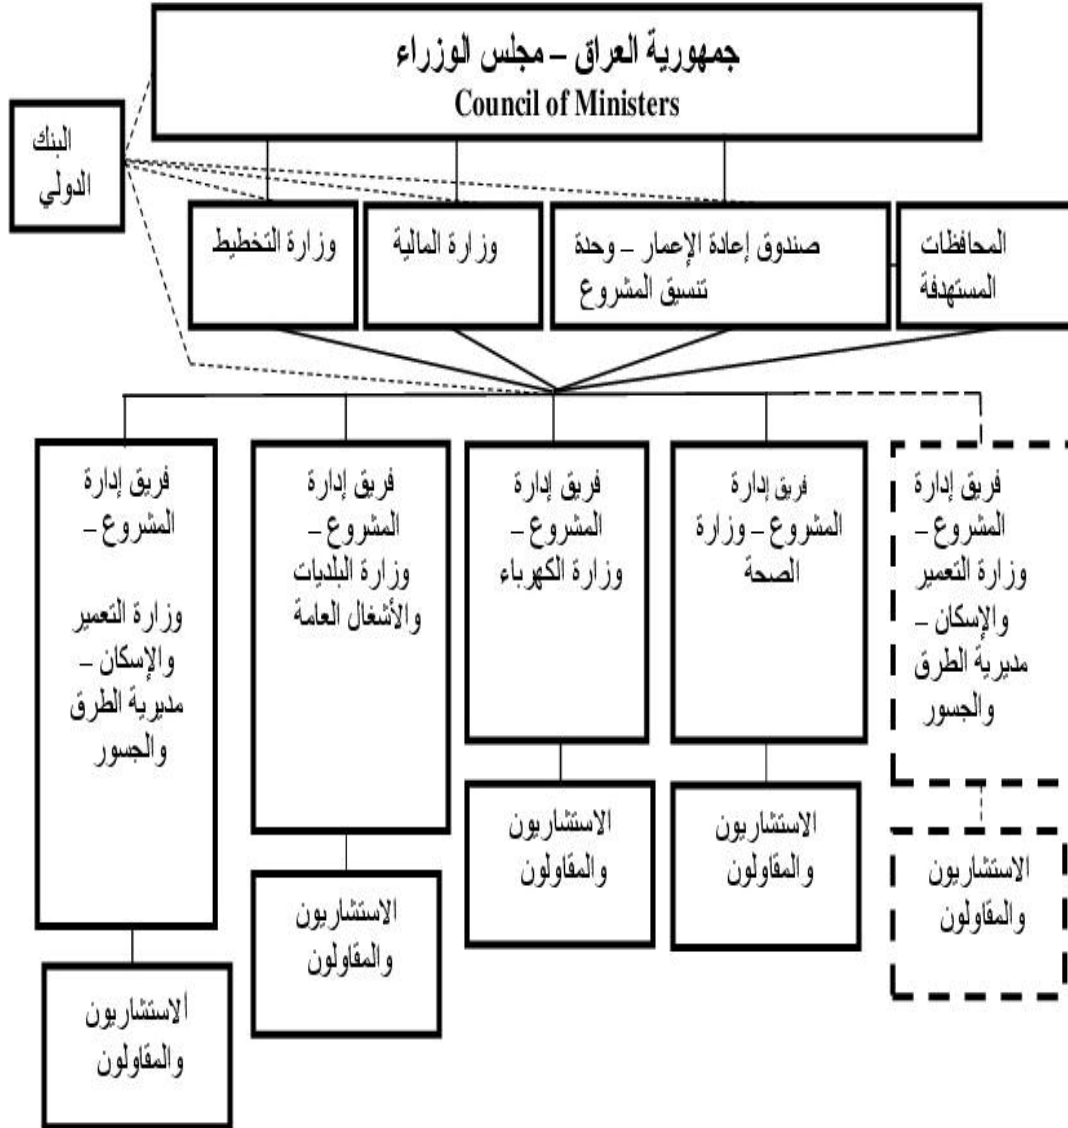 جمهورية العراق – مجلس الوزراء
Council of Ministers
البنك
الدولي
المحافظات
المستهدفة
صندوق إعادة الإعمار – وحدة
تنسيق المشروع
وزارة المالية
وزارة التخطيط
فريق إدارة
المشروع –
وزارة التعمير
والإسكان –
مديرية الطرق
والجسور
فريق إدارة
المشروع – وزارة
الصحة
فريق إدارة
المشروع –
وزارة الكهرباء
فريق إدارة
المشروع –
وزارة البلديات
والأشغال العامة
فريق إدارة
المشروع –
وزارة التعمير
والإسكان –
مديرية الطرق
والجسور
الاستشاريون
والمقاولون
الاستشاريون
والمقاولون
الاستشاريون
والمقاولون
الاستشاريون
والمقاولون
ألاستشاريون
والمقاولون